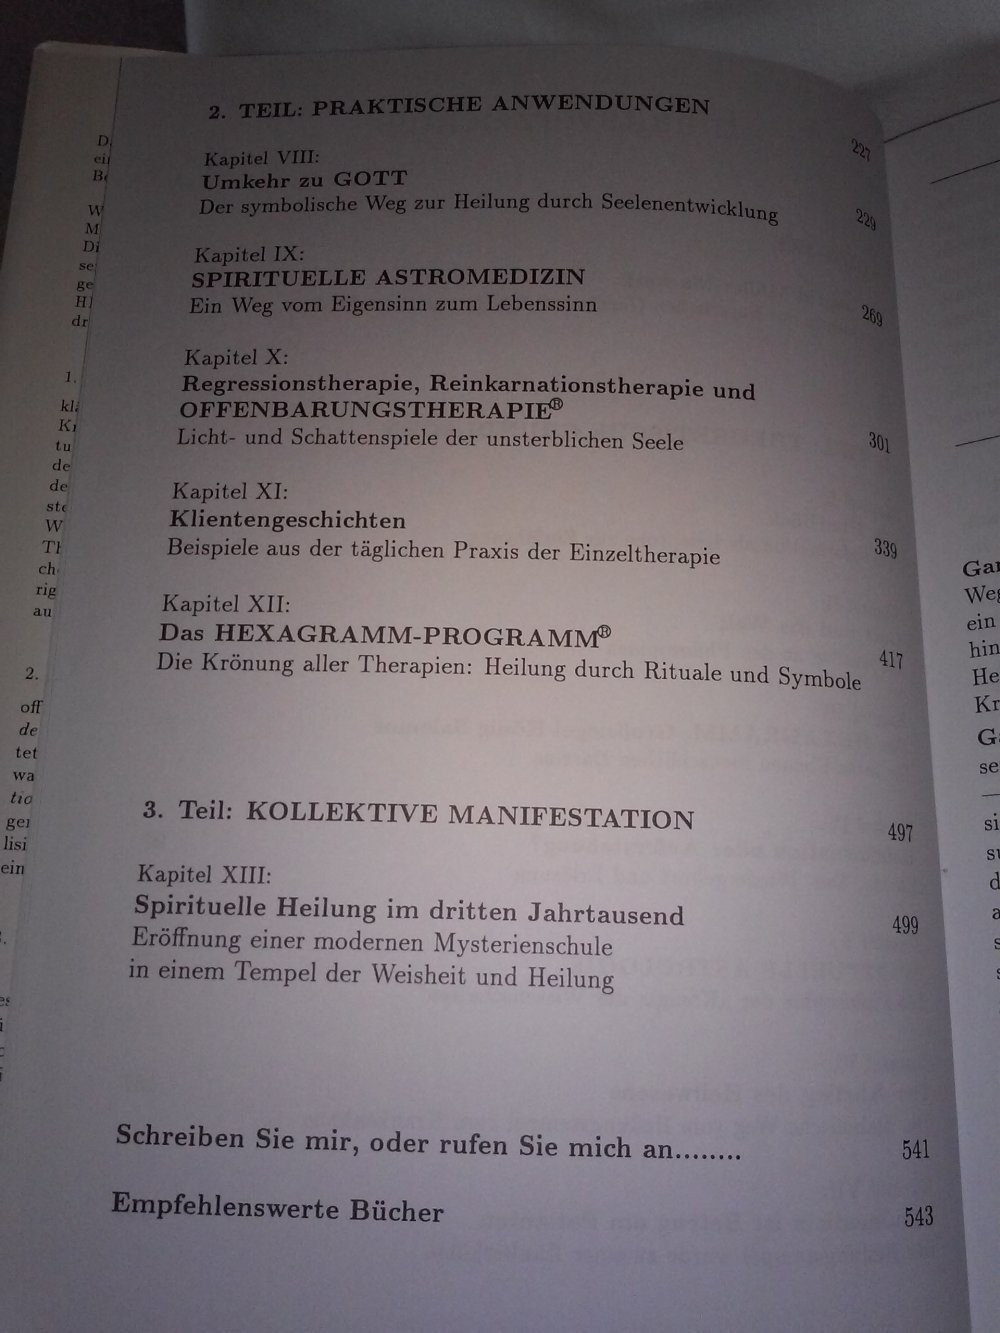 2. TEIL: PRAKTISCHE ANWENDUNGEN 227
Kapitel VIII:
Umkehr zu GOTT
Der symbolische Weg zur Heilung durch Seelenentwicklung 229
Kapitel IX:
SPIRITUELLE ASTROMEDIZIN
Ein Weg vom Eigensinn zum Lebenssinn 269
Kapitel X:
Regressionstherapie, Reinkarnationstherapie und
OFFENBARUNGSTHERAPIE®
Licht- und Schattenspiele der unsterblichen Seele 301
Kapitel XI:
Klientengeschichten
Beispiele aus der täglichen Praxis der Einzeltherapie 339
Kapitel XII:
Das HEXAGRAMM-PROGRAMM®
Die Krönung aller Therapien: Heilung durch Rituale und Symbole 417
3. Teil: KOLLEKTIVE MANIFESTATION 497
Kapitel XIII:
Spirituelle Heilung im dritten Jahrtausend 499
Eröffnung einer modernen Mysterienschule
in einem Tempel der Weisheit und Heilung
Schreiben Sie mir, oder rufen Sie mich an........ 541
Empfehlenswerte Bücher 543